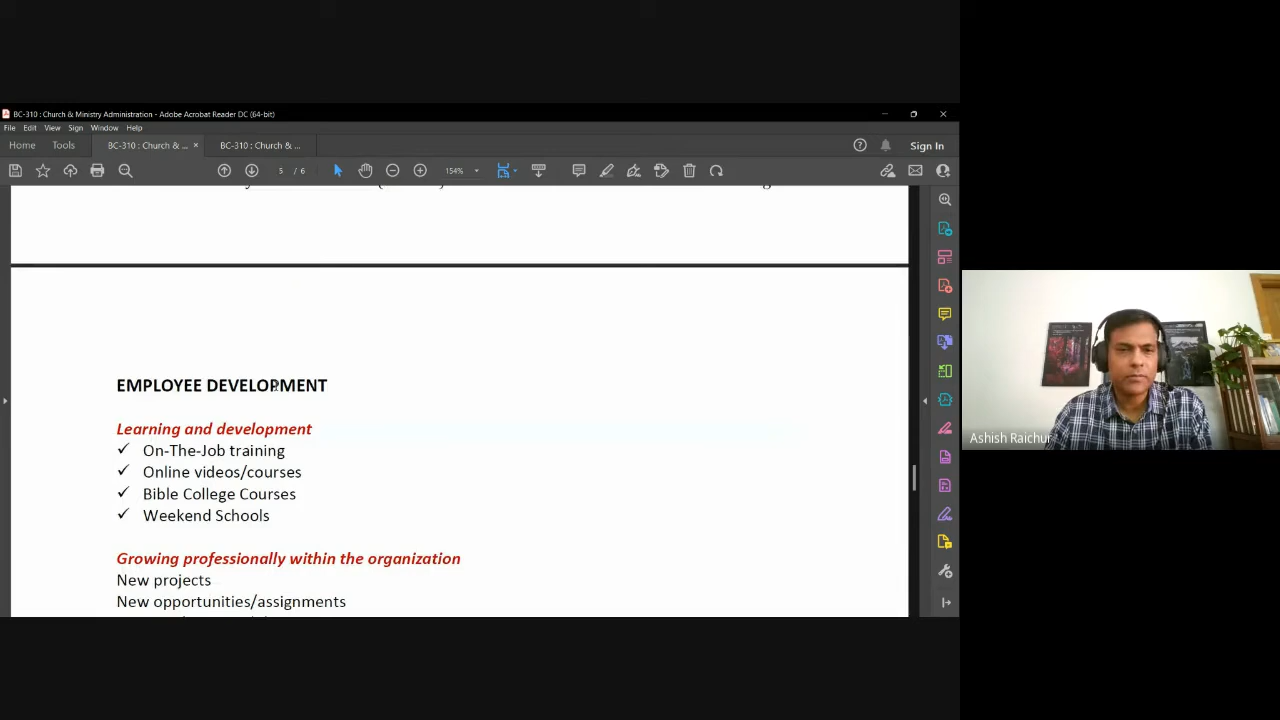 BC-310 : Church & Ministry Administration - Adobe Acrobat Reader DC (64-bit)
File Edit View Sign Window Help
Home Tools BC-310 : Church & ... × BC-310 : Church & ... Sign In
5 / 6 154%
EMPLOYEE DEVELOPMENT
Learning and development
✓ On-The-Job training
✓ Online videos/courses
✓ Bible College Courses
✓ Weekend Schools
Growing professionally within the organization
New projects
New opportunities/assignments
Ashish Raichur